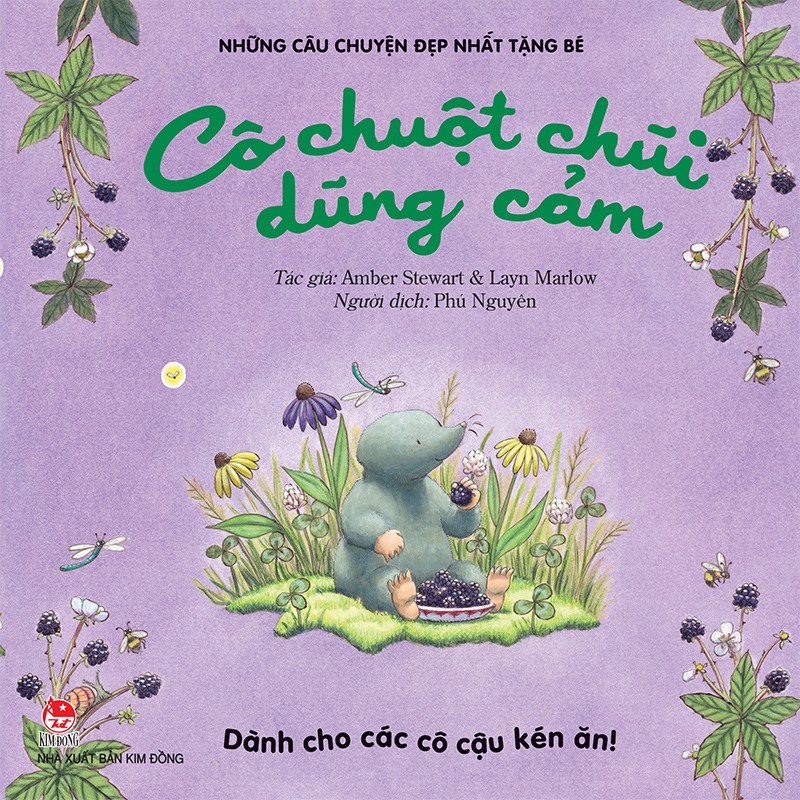 NHỮNG CÂU CHUYỆN ĐẸP NHẤT TẶNG BÉ
Cô chuột chũi
dũng cảm
Tác giả: Amber Stewart & Layn Marlow
Người dịch: Phú Nguyên
Dành cho các cô cậu kén ăn!
KIM ĐỒNG
NHÀ XUẤT BẢN KIM ĐỒNG